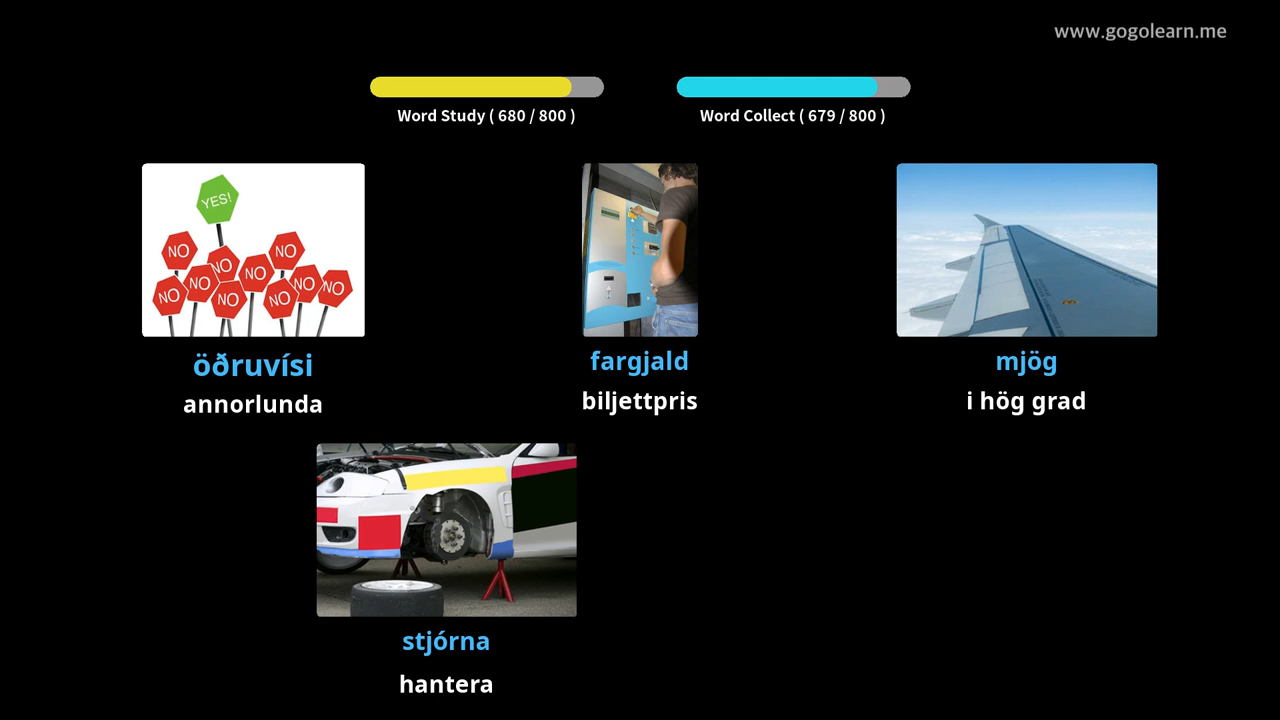 www.gogolearn.me
Word Study ( 680 / 800 )
Word Collect ( 679 / 800 )
YES!
NO
NO
NO
NO
NO
NO
NO
NO
NO
NO
öðruvísi
annorlunda
fargjald
biljettpris
mjög
i hög grad
stjórna
hantera